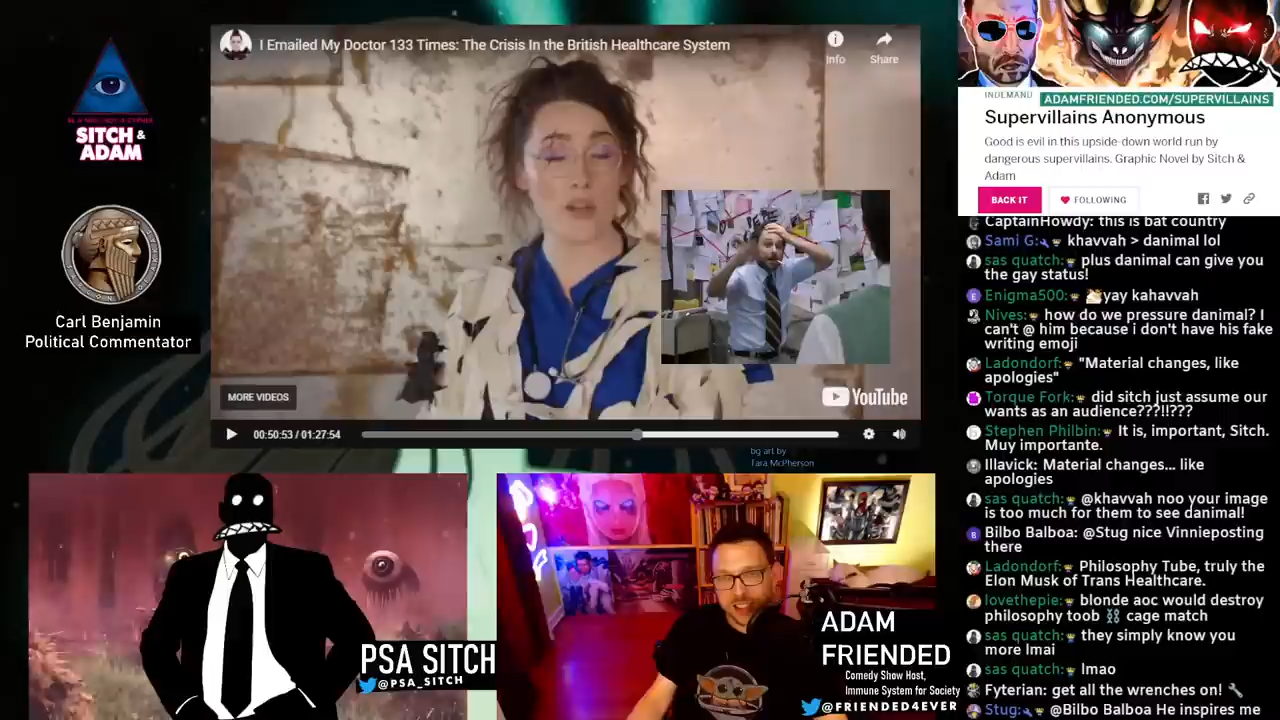 I Emailed My Doctor 133 Times: The Crisis In the British Healthcare System
Info
Share
SITCH &
ADAM
Carl Benjamin
Political Commentator
MORE VIDEOS
YouTube
00:50:53 / 01:27:54
bg art by
Tara McPherson
PSA SITCH
@PSA_SITCH
ADAM
FRIENDED
Comedy Show Host,
Immune System for Society
@FRIENDED4EVER
INDEMAND
ADAMFRIENDED.COM/SUPERVILLAINS
Supervillains Anonymous
Good is evil in this upside-down world run by
dangerous supervillains. Graphic Novel by Sitch &
Adam
BACK IT
FOLLOWING
CaptainHowdy: this is bat country
Sami G: khavvah > danimal lol
sas quatch: plus danimal can give you
the gay status!
Enigma500: yay kahavvah
Nives: how do we pressure danimal? I
can't @ him because i don't have his fake
writing emoji
Ladondorf: "Material changes, like
apologies"
Torque Fork: did sitch just assume our
wants as an audience???!!???
Stephen Philbin: It is, important, Sitch.
Muy importante.
Illavick: Material changes... like
apologies
sas quatch: @khavvah noo your image
is too much for them to see danimal!
Bilbo Balboa: @Stug nice Vinnieposting
there
Ladondorf: Philosophy Tube, truly the
Elon Musk of Trans Healthcare.
lovethepie: blonde aoc would destroy
philosophy toob cage match
sas quatch: they simply know you
more lmai
sas quatch: lmao
Fyterian: get all the wrenches on!
Stug: @Bilbo Balboa He inspires me